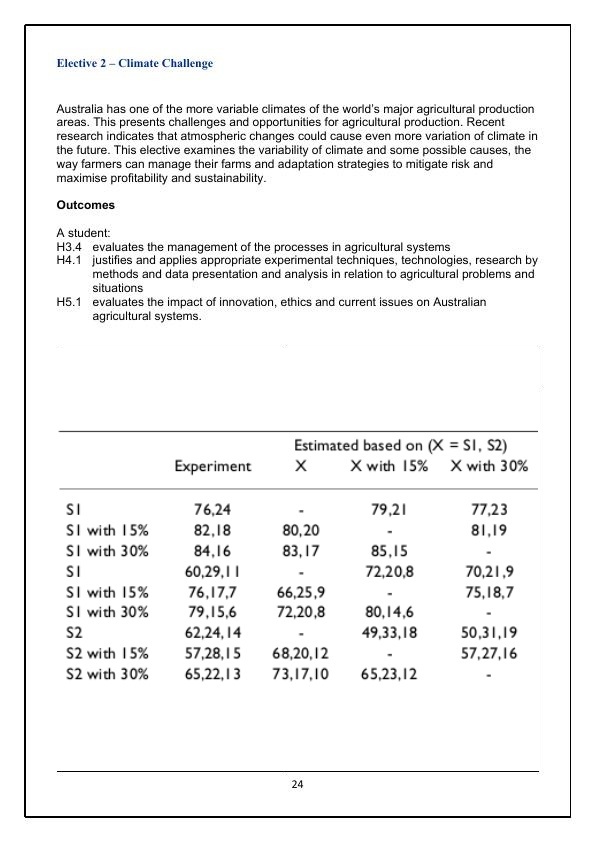 Elective 2 – Climate Challenge
Australia has one of the more variable climates of the world's major agricultural production
areas. This presents challenges and opportunities for agricultural production. Recent
research indicates that atmospheric changes could cause even more variation of climate in
the future. This elective examines the variability of climate and some possible causes, the
way farmers can manage their farms and adaptation strategies to mitigate risk and
maximise profitability and sustainability.
Outcomes
A student:
H3.4 evaluates the management of the processes in agricultural systems
H4.1 justifies and applies appropriate experimental techniques, technologies, research by
methods and data presentation and analysis in relation to agricultural problems and
situations
H5.1 evaluates the impact of innovation, ethics and current issues on Australian
agricultural systems.
Estimated based on (X = S1, S2)
Experiment X X with 15% X with 30%
S1 76,24 - 79,21 77,23
S1 with 15% 82,18 80,20 - 81,19
S1 with 30% 84,16 83,17 85,15 -
S1 60,29,11 - 72,20,8 70,21,9
S1 with 15% 76,17,7 66,25,9 - 75,18,7
S1 with 30% 79,15,6 72,20,8 80,14,6 -
S2 62,24,14 - 49,33,18 50,31,19
S2 with 15% 57,28,15 68,20,12 - 57,27,16
S2 with 30% 65,22,13 73,17,10 65,23,12 -
24